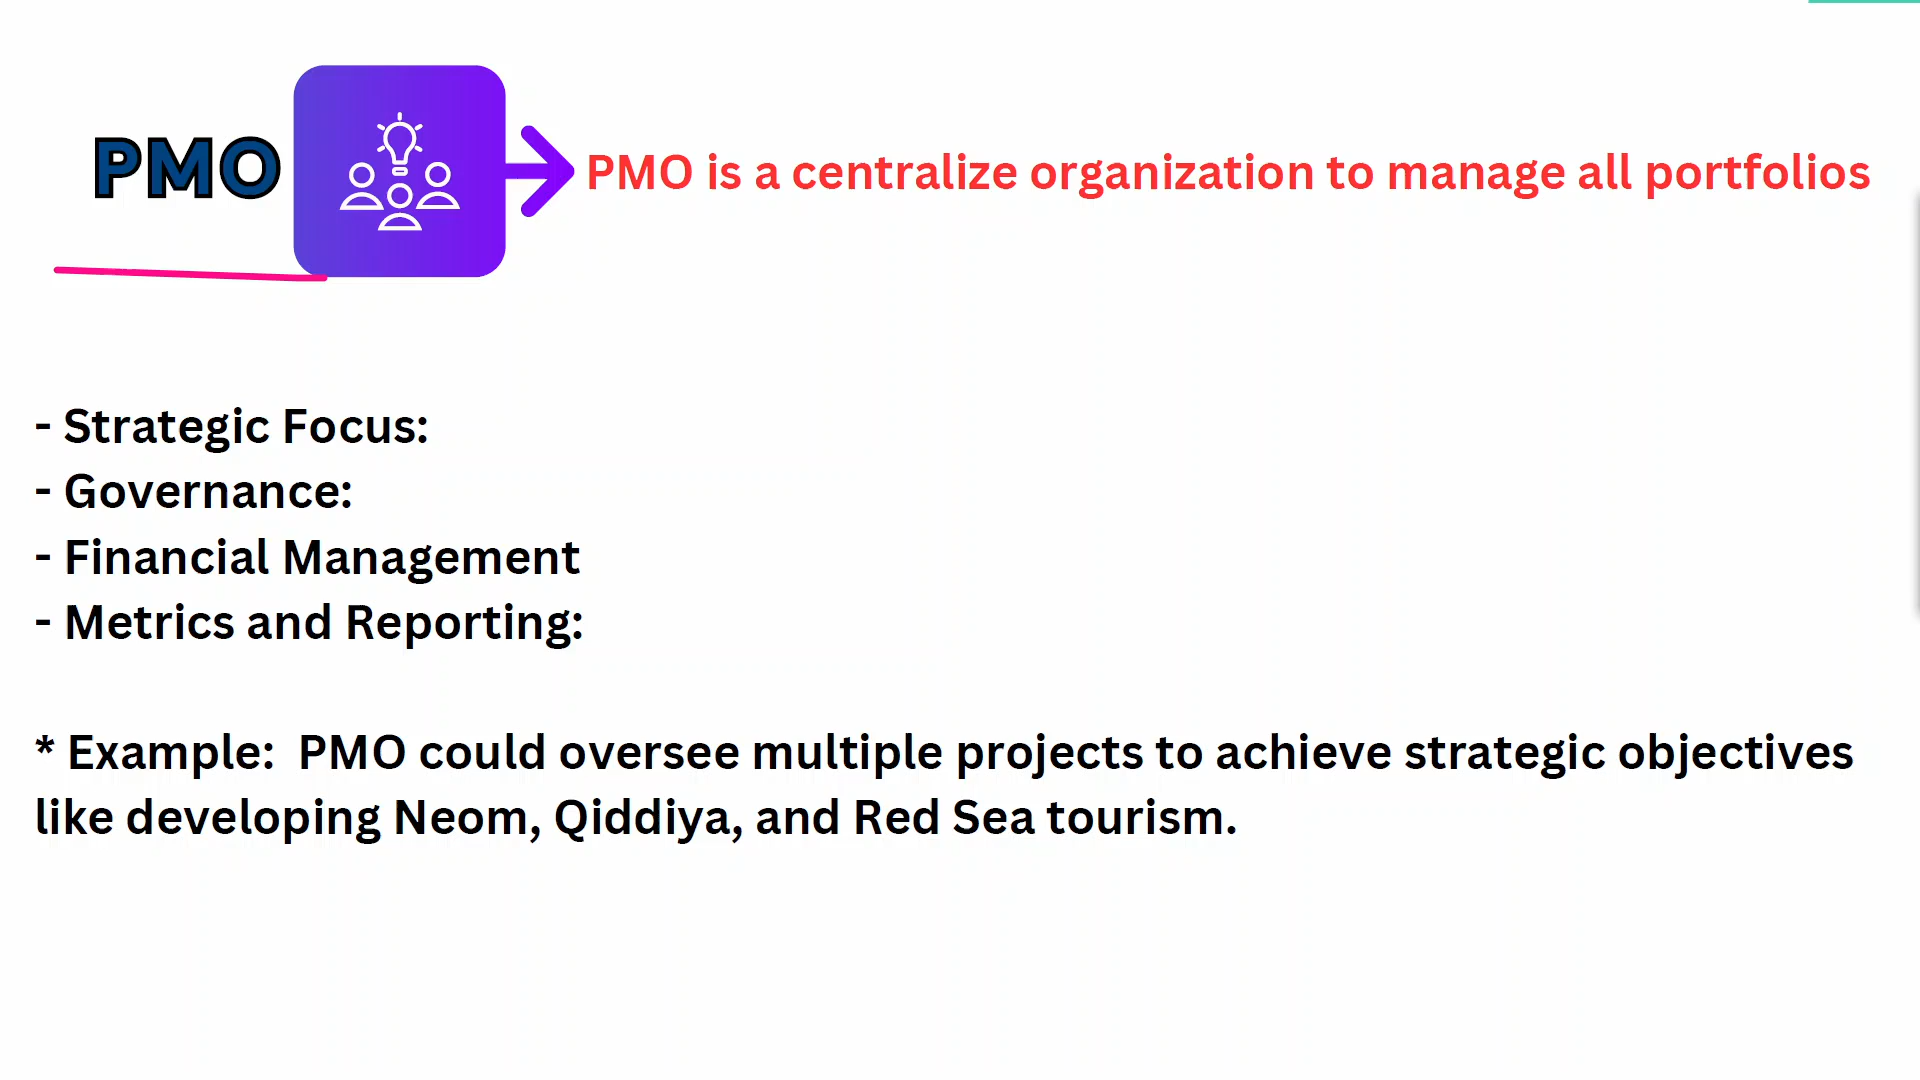 PMO
PMO is a centralize organization to manage all portfolios
- Strategic Focus:
- Governance:
- Financial Management
- Metrics and Reporting:
* Example:  PMO could oversee multiple projects to achieve strategic objectives
like developing Neom, Qiddiya, and Red Sea tourism.